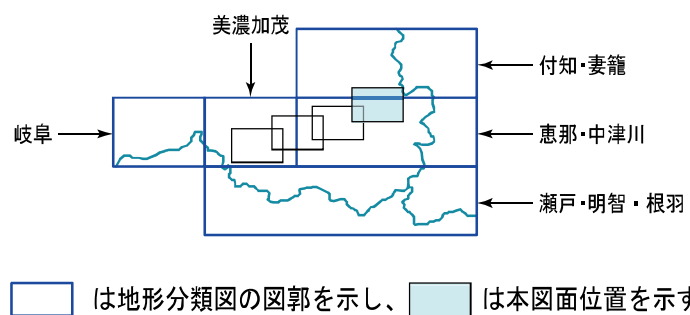 美濃加茂
付知・妻籠
岐阜
恵那・中津川
瀬戸・明智・根羽
は地形分類図の図郭を示し、 は本図面位置を示す